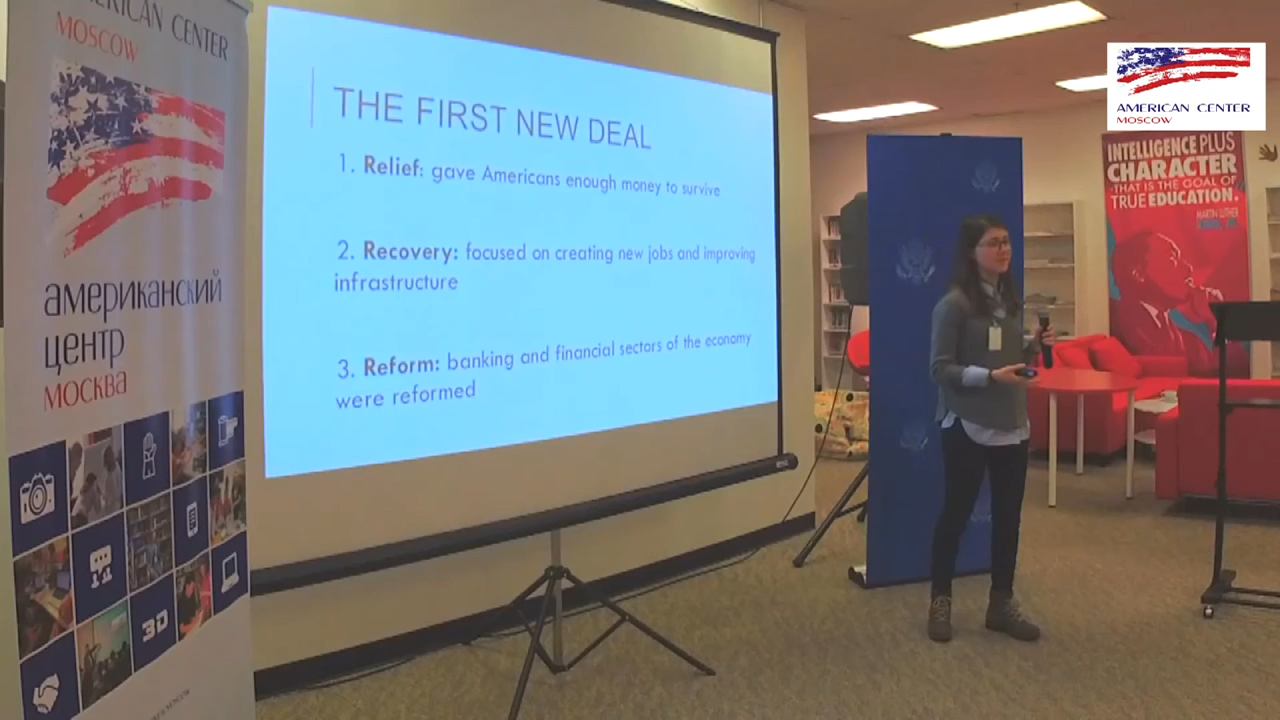 AMERICAN CENTER
MOSCOW
американский
центр
москва
3D
THE FIRST NEW DEAL
1. Relief: gave Americans enough money to survive
2. Recovery: focused on creating new jobs and improving
infrastructure
3. Reform: banking and financial sectors of the economy
were reformed
AMERICAN CENTER
MOSCOW
INTELLIGENCE PLUS
CHARACTER
-THAT IS THE GOAL OF
TRUE EDUCATION.
MARTIN LUTHER